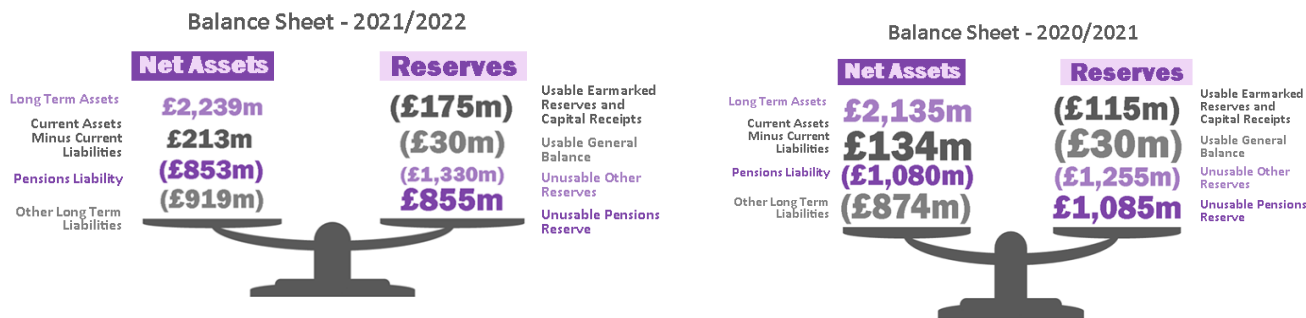 Balance Sheet - 2021/2022
Net Assets
Reserves
Long Term Assets
£2,239m
(£175m)
Usable Earmarked
Reserves and
Capital Receipts
Current Assets
Minus Current
Liabilities
£213m
(£30m)
Usable General
Balance
Pensions Liability
(£853m)
(£1,330m)
Unusable Other
Reserves
Other Long Term
Liabilities
(£919m)
£855m
Unusable Pensions
Reserve
Balance Sheet - 2020/2021
Net Assets
Reserves
Long Term Assets
£2,135m
(£115m)
Usable Earmarked
Reserves and
Capital Receipts
Current Assets
Minus Current
Liabilities
£134m
(£30m)
Usable General
Balance
Pensions Liability
(£1,080m)
(£1,255m)
Unusable Other
Reserves
Other Long Term
Liabilities
(£874m)
£1,085m
Unusable Pensions
Reserve